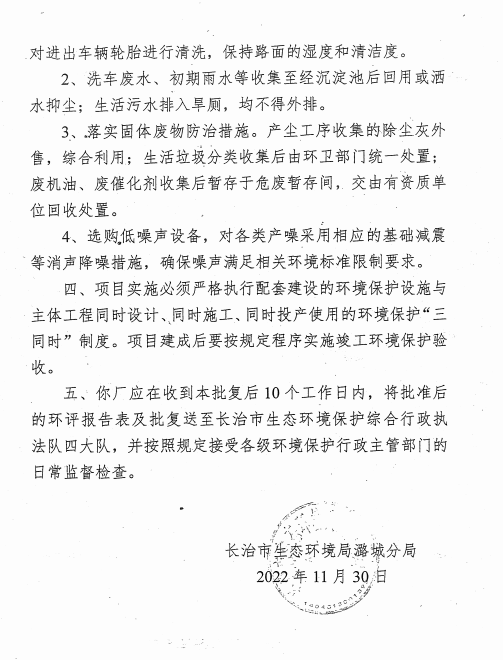 对进出车辆轮胎进行清洗，保持路面的湿度和清洁度。
2、洗车废水、初期雨水等收集至经沉淀池后回用或洒
水抑尘；生活污水排入旱厕，均不得外排。
3、落实固体废物防治措施。产尘工序收集的除尘灰外
售，综合利用；生活垃圾分类收集后由环卫部门统一处置；
废机油、废催化剂收集后暂存于危废暂存间，交由有资质单
位回收处置。
4、选购低噪声设备，对各类产噪采用相应的基础减震
等消声降噪措施，确保噪声满足相关环境标准限制要求。
四、项目实施必须严格执行配套建设的环境保护设施与
主体工程同时设计、同时施工、同时投产使用的环境保护“三
同时”制度。项目建成后要按规定程序实施竣工环境保护验
收。
五、你厂应在收到本批复后 10 个工作日内，将批准后
的环评报告表及批复送至长治市生态环境保护综合行政执
法队四大队，并按照规定接受各级环境保护行政主管部门的
日常监督检查。
长治市生态环境局潞城分局
2022 年 11 月 30 日